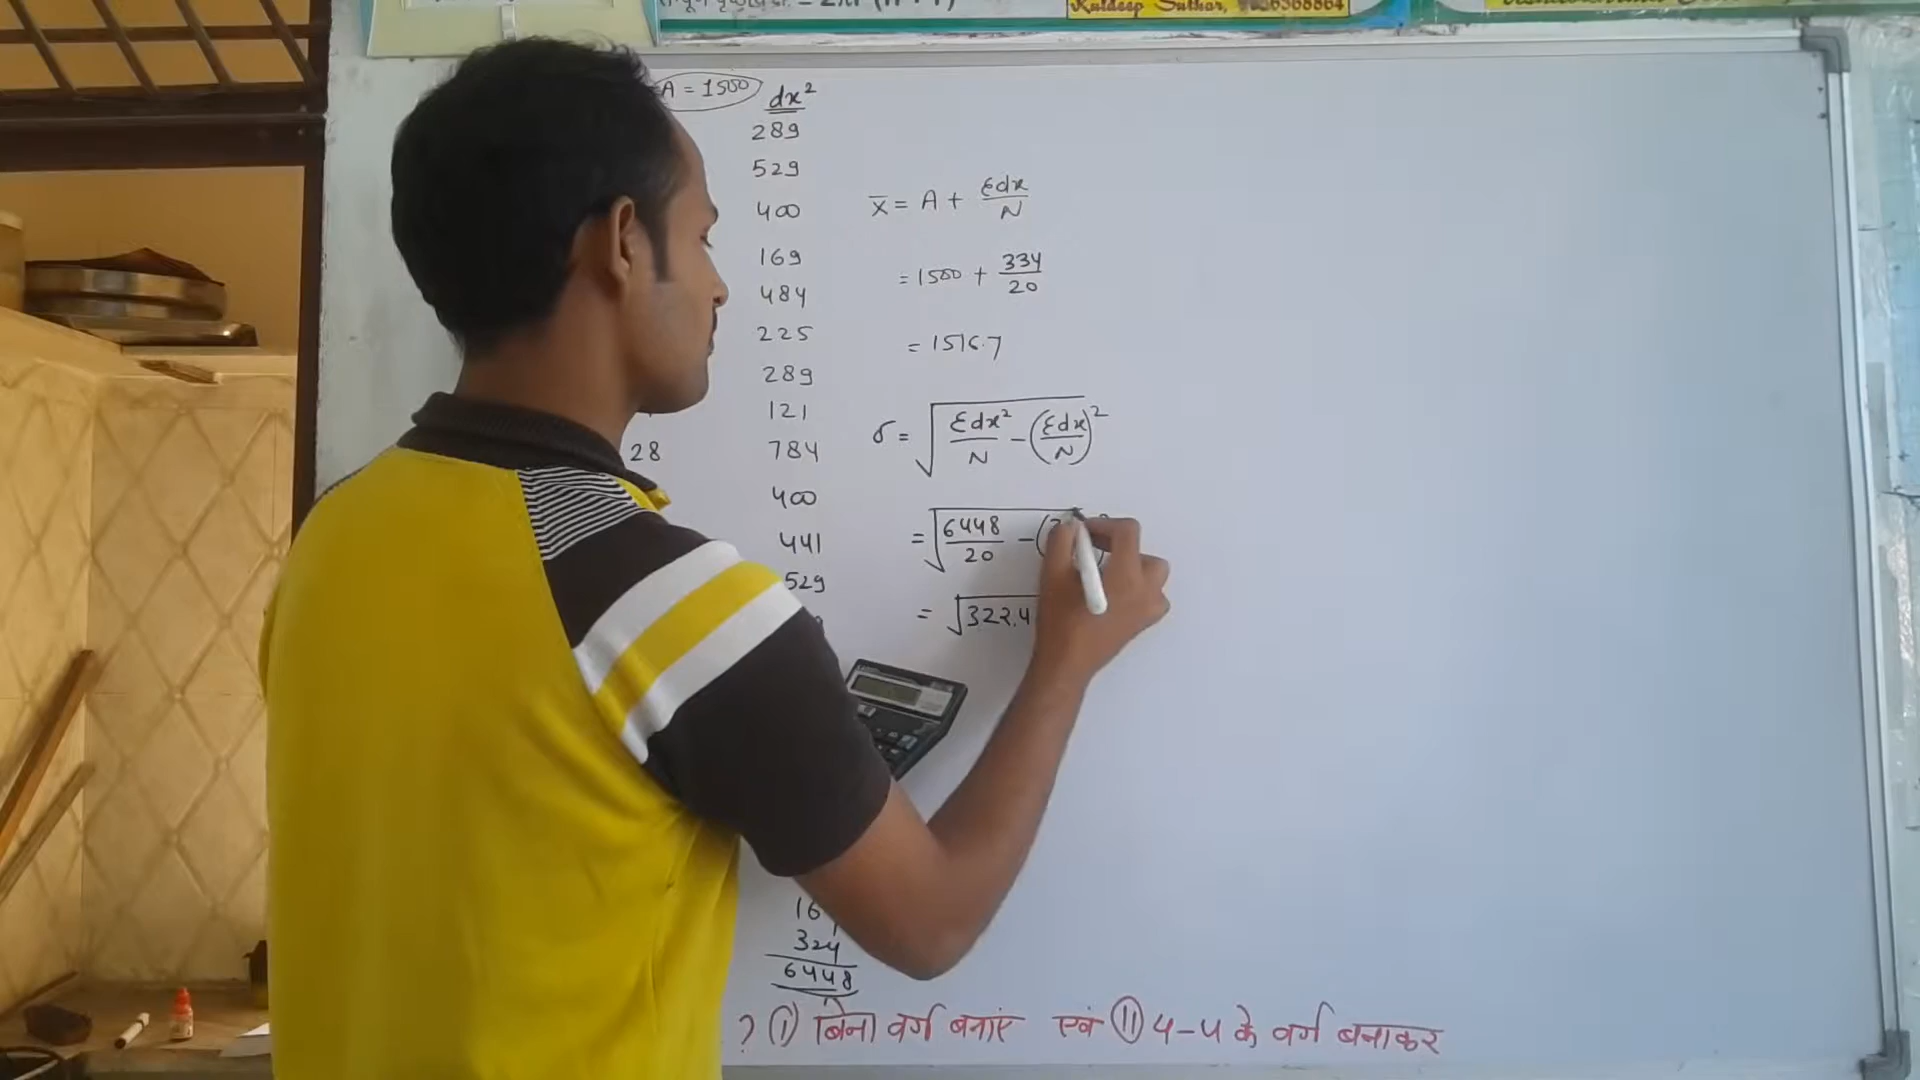 Kuldeep Suthar,
A = 1500
dx²
289
529
400
169
484
225
289
121
28 784
400
441
529
324
6448
X̄ = A + Σdx/N
= 1500 + 334/20
= 1516.7
σ = √(Σdx²/N - (Σdx/N)²)
= √(6448/20 - (
= √322.4
? (I) बिना वर्ग बनाए एवं (II) 4-4 के वर्ग बनाकर